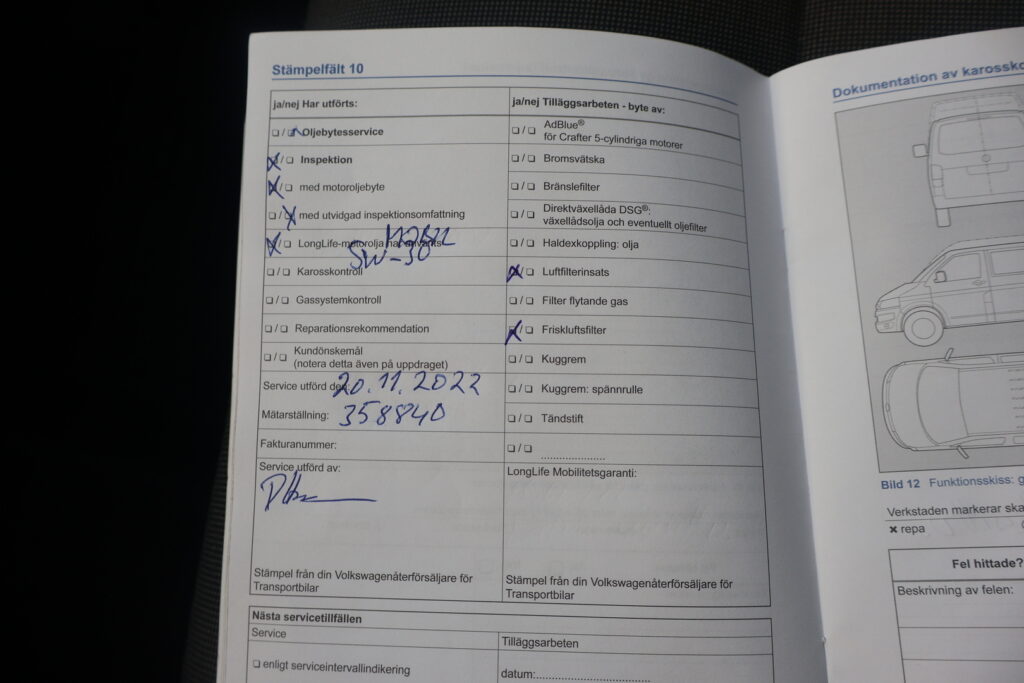 Stämpelfält 10
ja/nej Har utförts:
❏ / ❏ Oljebytesservice
❏ / ❏ Inspektion
❏ / ❏ med motoroljebyte
❏ / ❏ med utvidgad inspektionsomfattning
❏ / ❏ LongLife-motorolja har använts
5W-30
❏ / ❏ Karosskontroll
❏ / ❏ Gassystemkontroll
❏ / ❏ Reparationsrekommendation
❏ / ❏ Kundönskemål
(notera detta även på uppdraget)
Service utförd den: 20.11.2022
Mätarställning: 358840
Fakturanummer:
Service utförd av:
Stämpel från din Volkswagenåterförsäljare för
Transportbilar
ja/nej Tilläggsarbeten - byte av:
❏ / ❏ AdBlue®
för Crafter 5-cylindriga motorer
❏ / ❏ Bromsvätska
❏ / ❏ Bränslefilter
❏ / ❏ Direktväxellåda DSG®:
växellådsolja och eventuellt oljefilter
❏ / ❏ Haldexkoppling: olja
❏ / ❏ Luftfilterinsats
❏ / ❏ Filter flytande gas
❏ / ❏ Friskluftsfilter
❏ / ❏ Kuggrem
❏ / ❏ Kuggrem: spännrulle
❏ / ❏ Tändstift
❏ / ❏ .....................
LongLife Mobilitetsgaranti:
Stämpel från din Volkswagenåterförsäljare för
Transportbilar
Nästa servicetillfällen
Service
❏ enligt serviceintervallindikering
Tilläggsarbeten
datum:......................................
Dokumentation av
Bild 12 Funktionsskiss:
Verkstaden markerar
✖ repa
Fel hittade?
Beskrivning av felen: